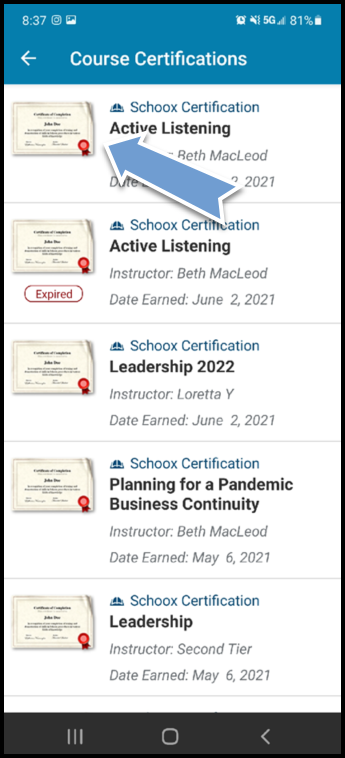 8:37 5G 81%
Course Certifications
Schoox Certification
Active Listening
Beth MacLeod
Date 2, 2021
Schoox Certification
Active Listening
Instructor: Beth MacLeod
Expired
Date Earned: June 2, 2021
Schoox Certification
Leadership 2022
Instructor: Loretta Y
Date Earned: June 2, 2021
Schoox Certification
Planning for a Pandemic
Business Continuity
Instructor: Beth MacLeod
Date Earned: May 6, 2021
Schoox Certification
Leadership
Instructor: Second Tier
Date Earned: May 6, 2021
Certificate of Completion
John Doe
Certificate of Completion
John Doe
Certificate of Completion
John Doe
Certificate of Completion
John Doe
Certificate of Completion
John Doe